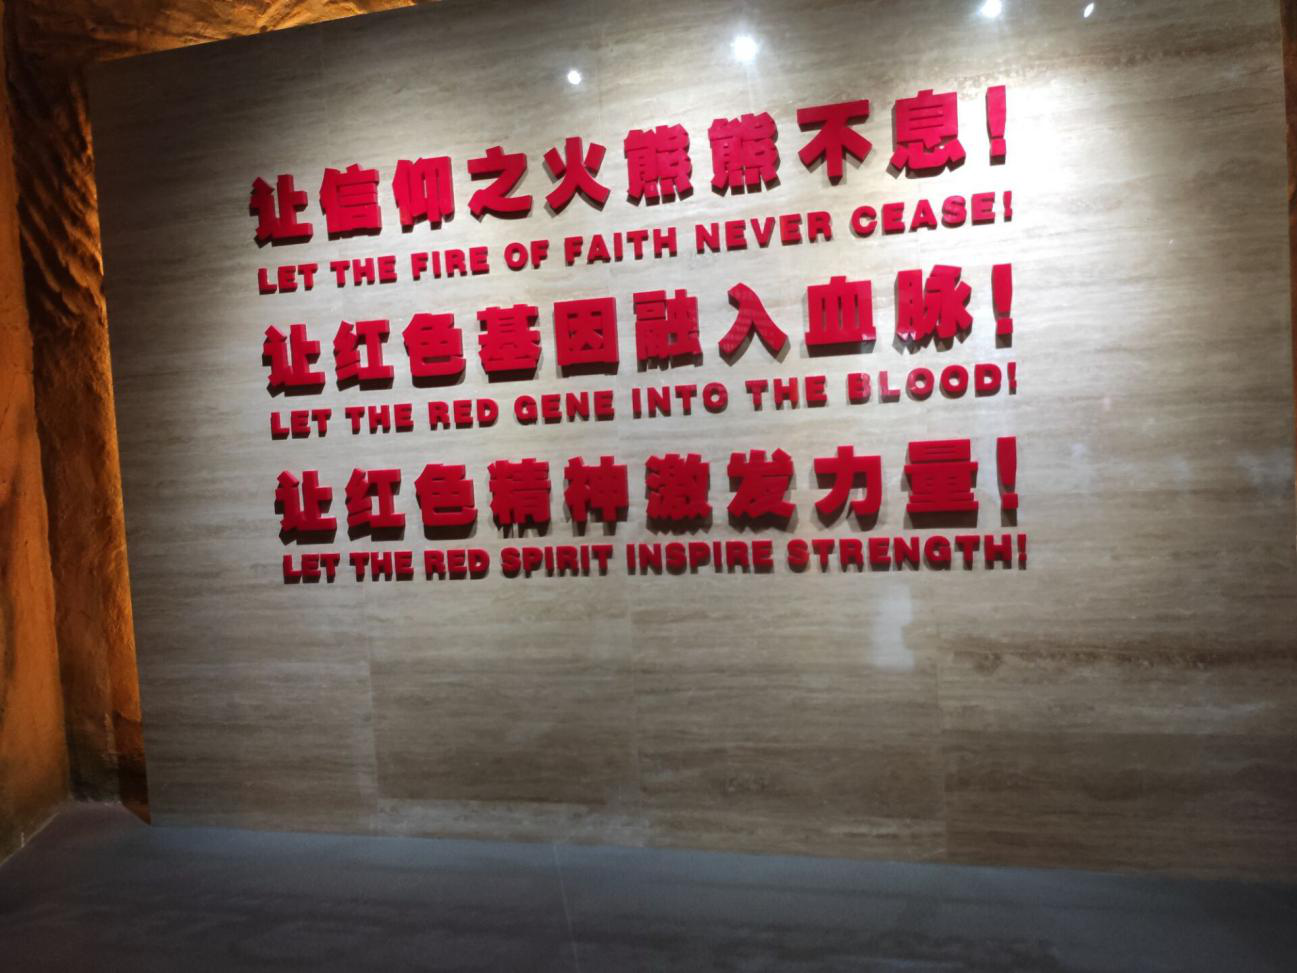 让信仰之火熊熊不息！
LET THE FIRE OF FAITH NEVER CEASE!
让红色基因融入血脉！
LET THE RED GENE INTO THE BLOOD!
让红色精神激发力量！
LET THE RED SPIRIT INSPIRE STRENGTH!